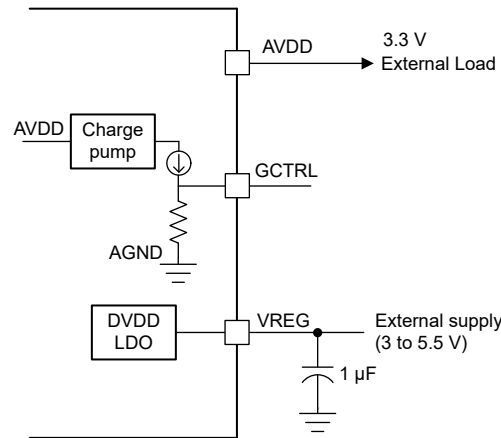 AVDD
3.3 V
External Load
AVDD
Charge
pump
GCTRL
AGND
DVDD
LDO
VREG
External supply
(3 to 5.5 V)
1 µF